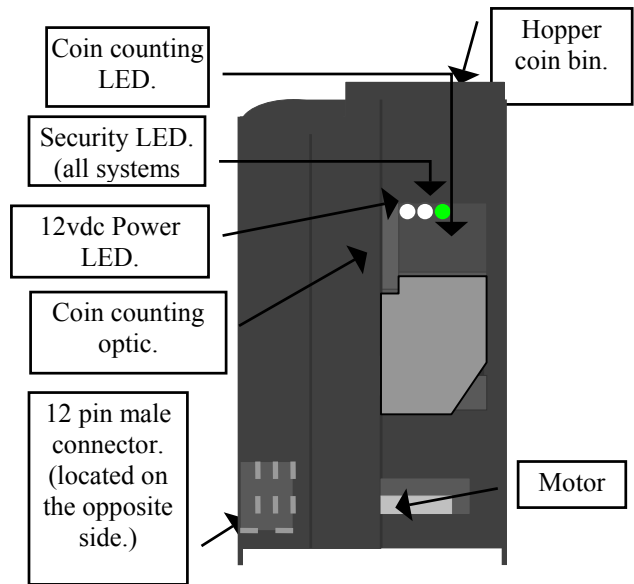 Coin counting
LED.
Hopper
coin bin.
Security LED.
(all systems
12vdc Power
LED.
Coin counting
optic.
12 pin male
connector.
(located on
the opposite
side.)
Motor